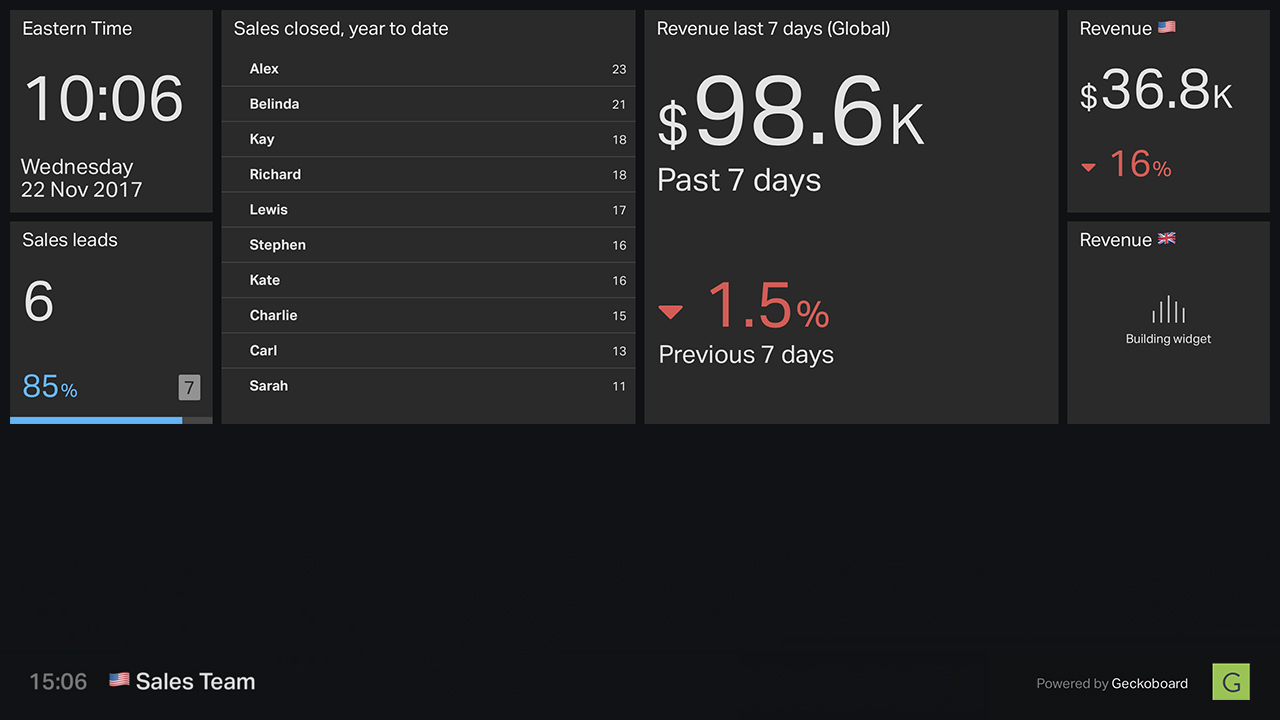 Eastern Time
10:06
Wednesday
22 Nov 2017
Sales leads
6
85%
7
Sales closed, year to date
Alex 23
Belinda 21
Kay 18
Richard 18
Lewis 17
Stephen 16
Kate 16
Charlie 15
Carl 13
Sarah 11
Revenue last 7 days (Global)
$98.6K
Past 7 days
1.5%
Previous 7 days
Revenue 🇺🇸
$36.8K
16%
Revenue 🇬🇧
Building widget
15:06 🇺🇸 Sales Team
Powered by Geckoboard G